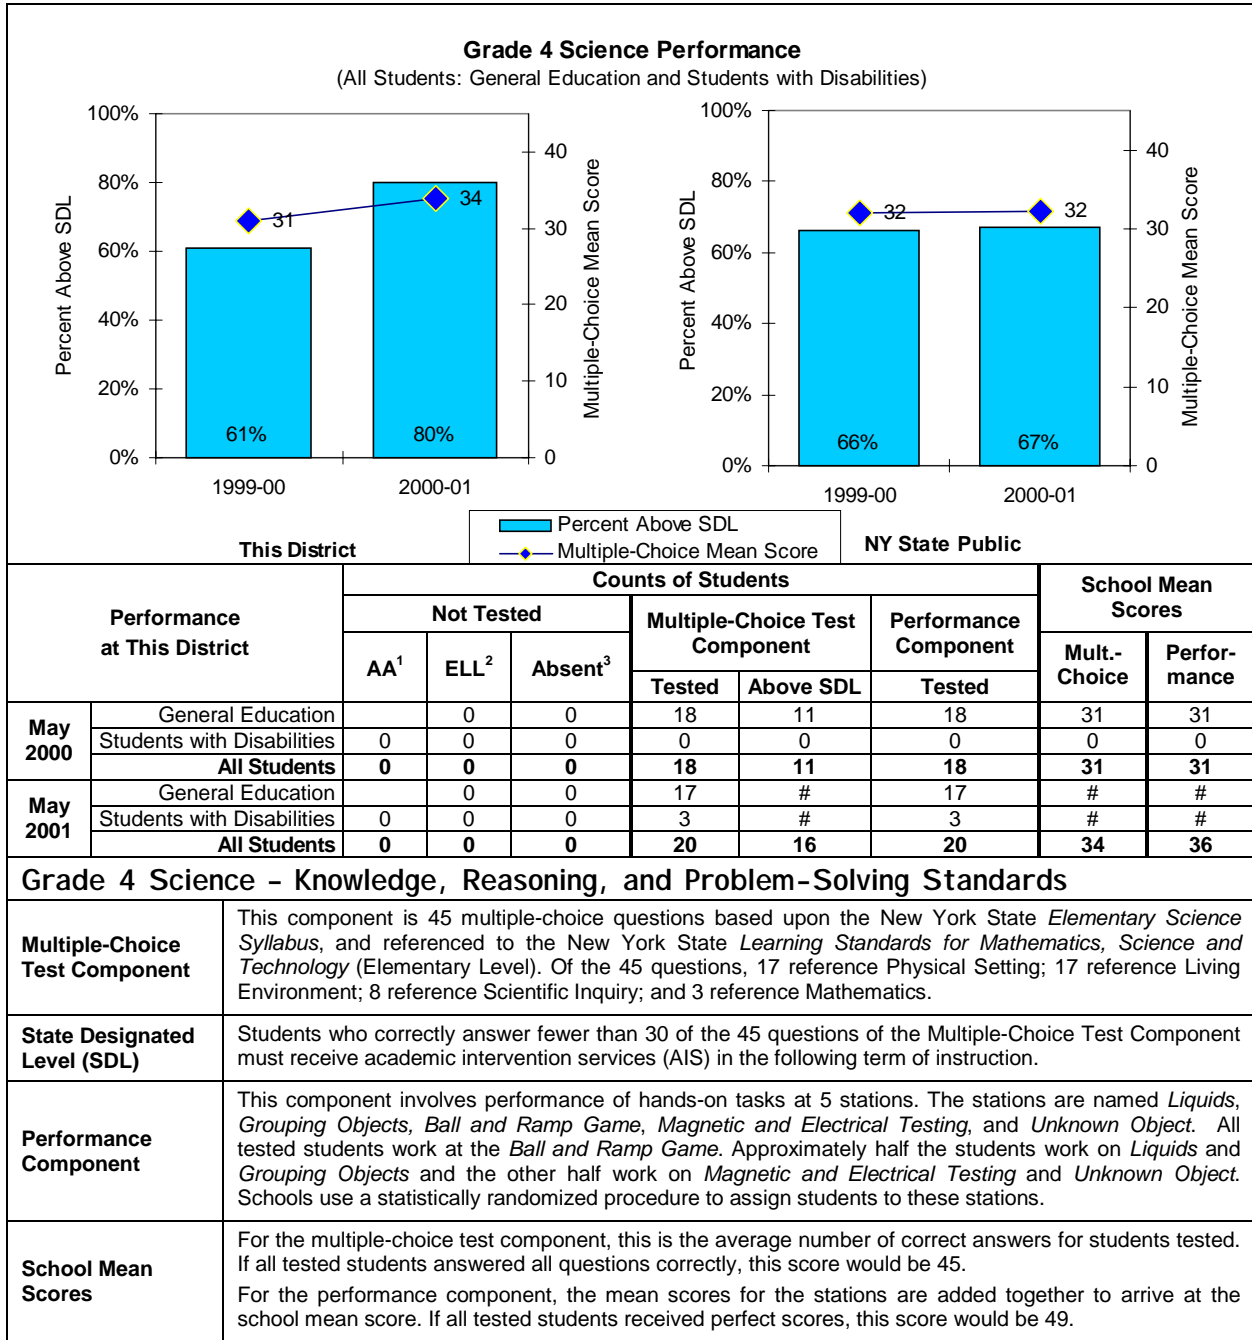 Grade 4 Science Performance
(All Students: General Education and Students with Disabilities)
100%
80%
60%
40%
20%
0%
Percent Above SDL
31
34
61%
80%
1999-00
2000-01
40
30
20
10
0
Multiple-Choice Mean Score
This District
100%
80%
60%
40%
20%
0%
Percent Above SDL
32
32
66%
67%
1999-00
2000-01
40
30
20
10
0
Multiple-Choice Mean Score
NY State Public
Percent Above SDL
Multiple-Choice Mean Score
Performance
at This District
Counts of Students
School Mean
Scores
Not Tested
Multiple-Choice Test
Component
Performance
Component
Mult.-
Choice
Perfor-
mance
AA¹ ELL² Absent³
Tested Above SDL Tested
May
2000
General Education 0 0 18 11 18 31 31
Students with Disabilities 0 0 0 0 0 0 0 0
All Students 0 0 0 18 11 18 31 31
May
2001
General Education 0 0 17 # 17 # #
Students with Disabilities 0 0 0 3 # 3 # #
All Students 0 0 0 20 16 20 34 36
Grade 4 Science – Knowledge, Reasoning, and Problem-Solving Standards
Multiple-Choice
Test Component
This component is 45 multiple-choice questions based upon the New York State Elementary Science
Syllabus, and referenced to the New York State Learning Standards for Mathematics, Science and
Technology (Elementary Level). Of the 45 questions, 17 reference Physical Setting; 17 reference Living
Environment; 8 reference Scientific Inquiry; and 3 reference Mathematics.
State Designated
Level (SDL)
Students who correctly answer fewer than 30 of the 45 questions of the Multiple-Choice Test Component
must receive academic intervention services (AIS) in the following term of instruction.
Performance
Component
This component involves performance of hands-on tasks at 5 stations. The stations are named Liquids,
Grouping Objects, Ball and Ramp Game, Magnetic and Electrical Testing, and Unknown Object. All
tested students work at the Ball and Ramp Game. Approximately half the students work on Liquids and
Grouping Objects and the other half work on Magnetic and Electrical Testing and Unknown Object.
Schools use a statistically randomized procedure to assign students to these stations.
School Mean
Scores
For the multiple-choice test component, this is the average number of correct answers for students tested.
If all tested students answered all questions correctly, this score would be 45.
For the performance component, the mean scores for the stations are added together to arrive at the
school mean score. If all tested students received perfect scores, this score would be 49.